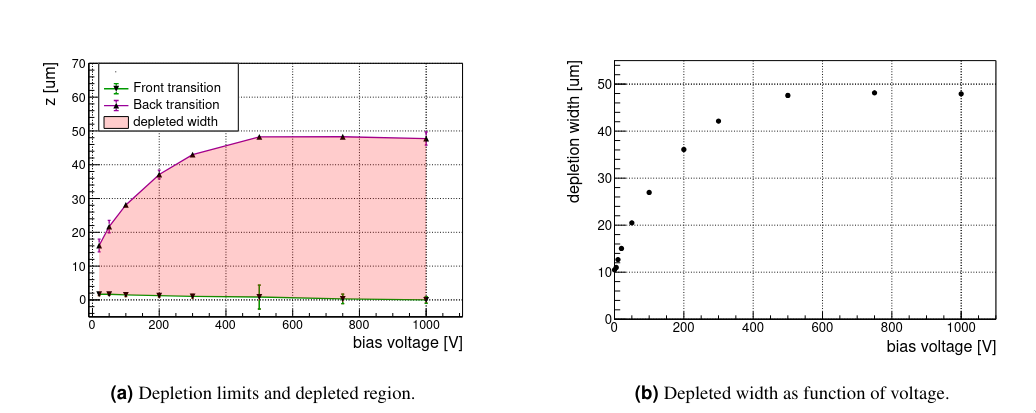 z [um]
70
60
50
40
30
20
10
0
Front transition
Back transition
depleted width
0 200 400 600 800 1000
bias voltage [V]
(a) Depletion limits and depleted region.
depletion width [um]
50
40
30
20
10
0
0 200 400 600 800 1000
bias voltage [V]
(b) Depleted width as function of voltage.